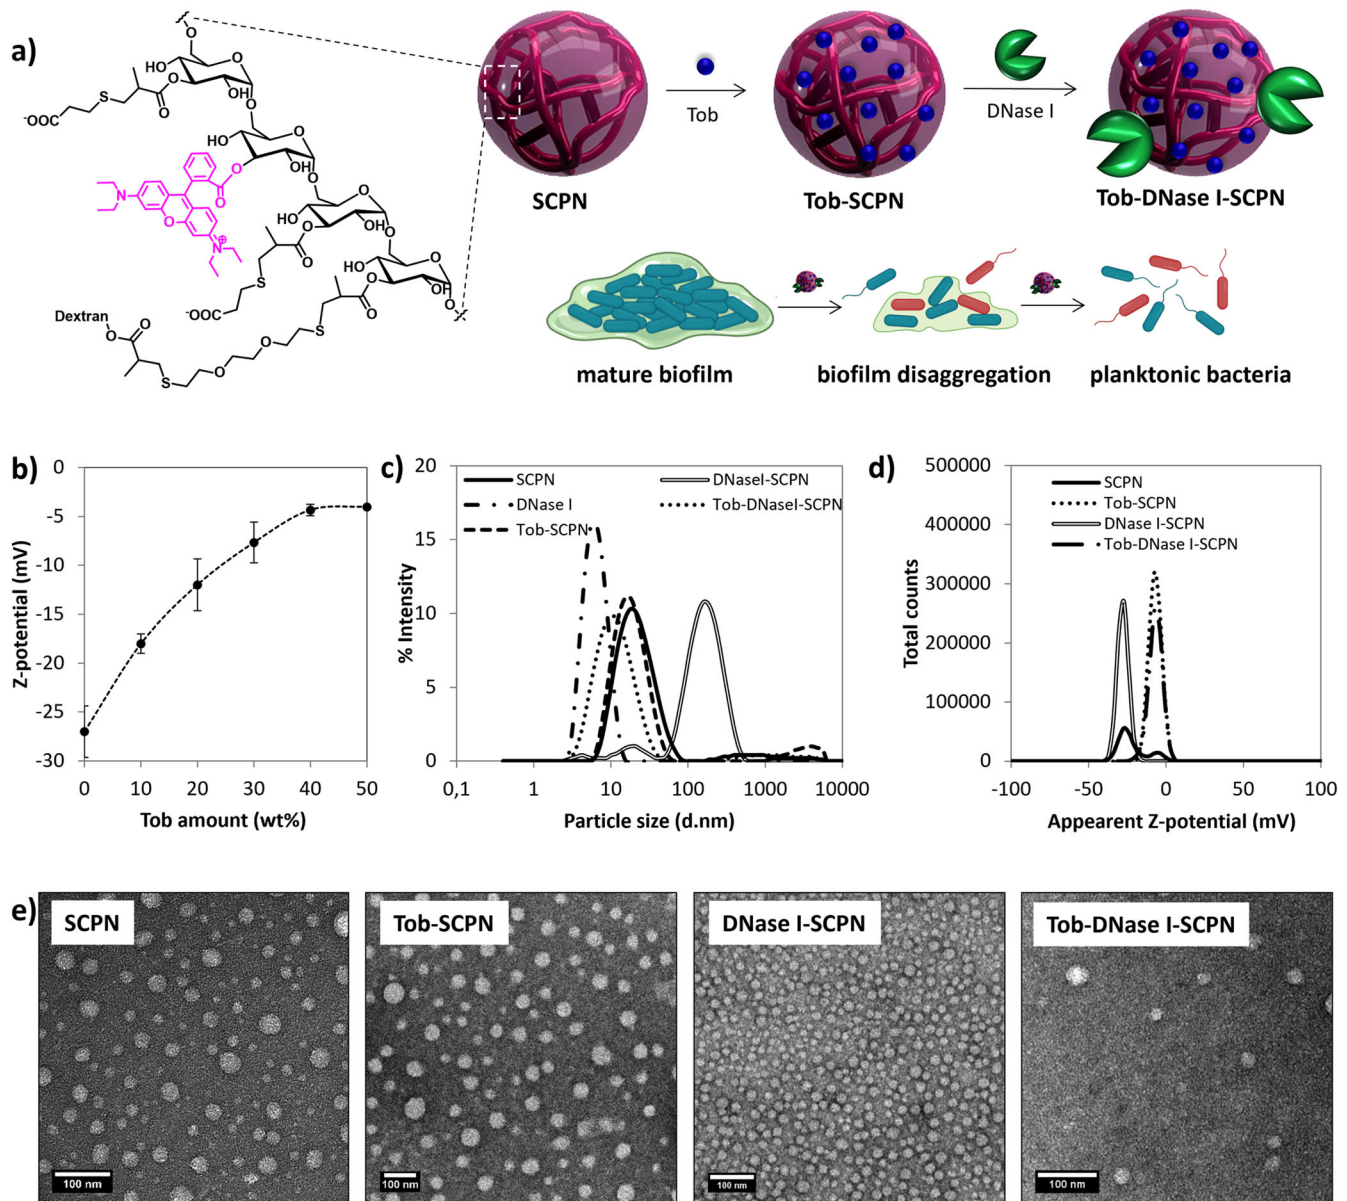 a)
O
O
HO
OH
S
O
O
-OOC
O
HO
O
OH
O
O
N
O
N⊕
O
O
HO
OH
O
O
S
O
O
HO
OH
O
O
-OOC
S
O
Dextran
O
O
S
O
O
SCPN
Tob
Tob-SCPN
DNase I
Tob-DNase I-SCPN
mature biofilm
biofilm disaggregation
planktonic bacteria
b)
Z-potential (mV)
0
-5
-10
-15
-20
-25
-30
0 10 20 30 40 50
Tob amount (wt%)
c)
% Intensity
20
15
10
5
0
SCPN
DNaseI-SCPN
DNase I
Tob-DNaseI-SCPN
Tob-SCPN
0,1 1 10 100 1000 10000
Particle size (d.nm)
d)
Total counts
500000
400000
300000
200000
100000
0
SCPN
Tob-SCPN
DNase I-SCPN
Tob-DNase I-SCPN
-100 -50 0 50 100
Appearent Z-potential (mV)
e)
SCPN
100 nm
Tob-SCPN
100 nm
DNase I-SCPN
100 nm
Tob-DNase I-SCPN
100 nm